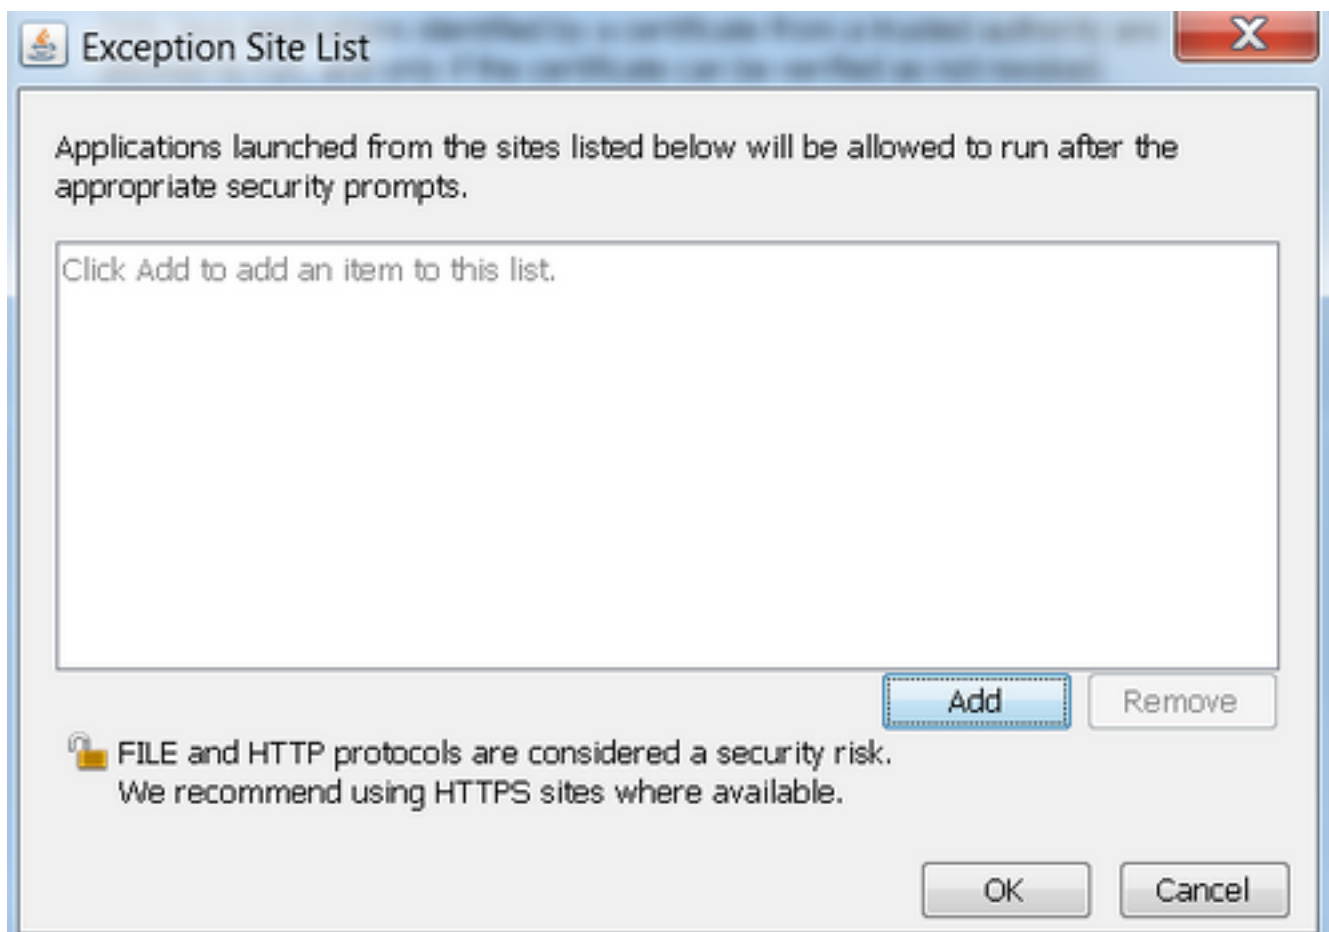 Exception Site List
Applications launched from the sites listed below will be allowed to run after the
appropriate security prompts.
Click Add to add an item to this list.
Add
Remove
FILE and HTTP protocols are considered a security risk.
We recommend using HTTPS sites where available.
OK
Cancel